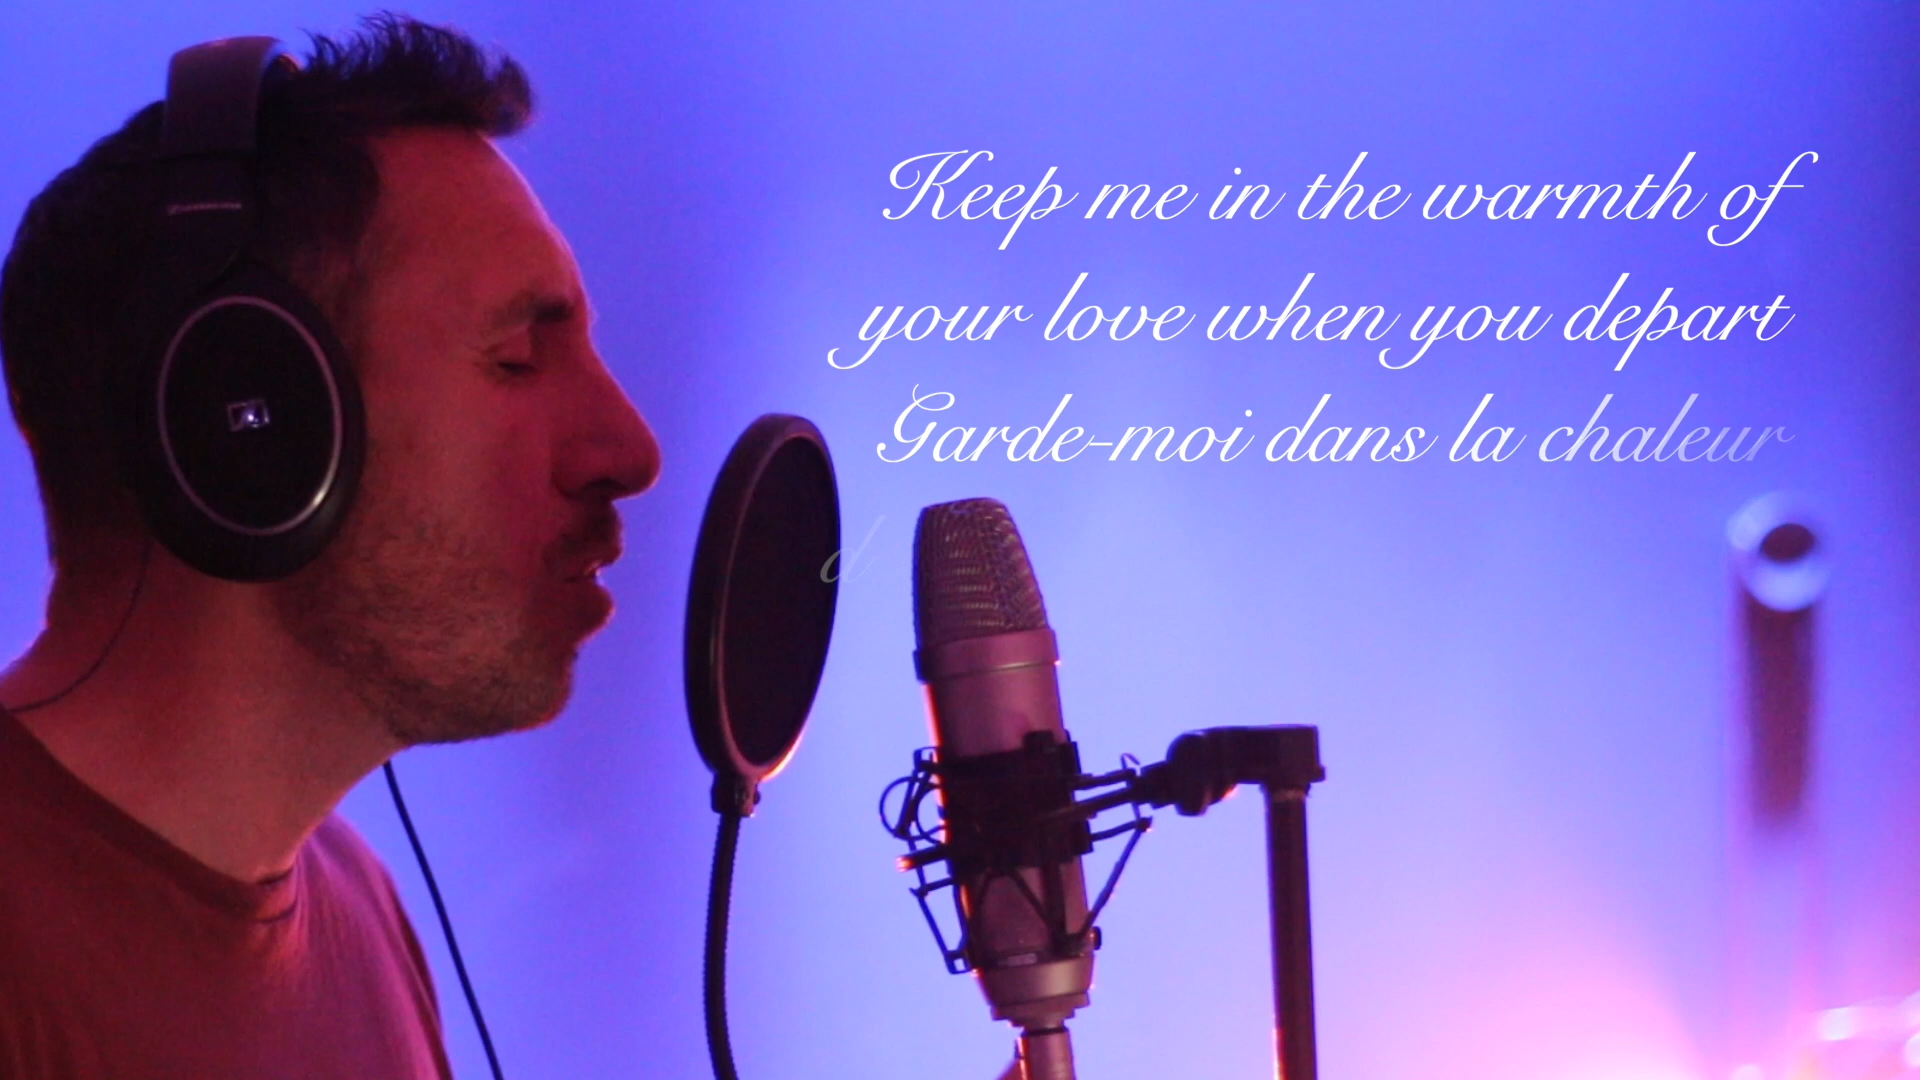 Keep me in the warmth of
your love when you depart
Garde-moi dans la chaleur
d